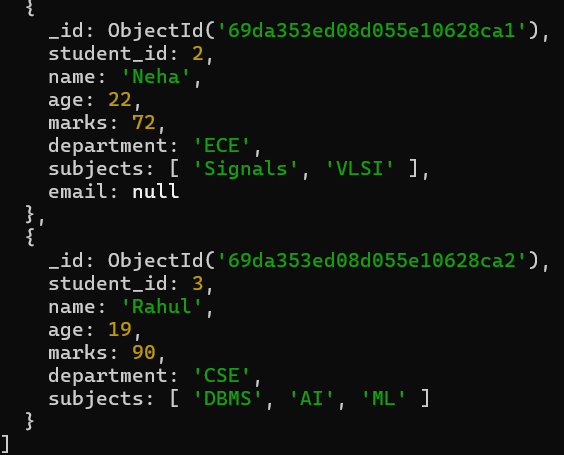 {
_id: ObjectId('69da353ed08d055e10628ca1'),
student_id: 2,
name: 'Neha',
age: 22,
marks: 72,
department: 'ECE',
subjects: [ 'Signals', 'VLSI' ],
email: null
},
{
_id: ObjectId('69da353ed08d055e10628ca2'),
student_id: 3,
name: 'Rahul',
age: 19,
marks: 90,
department: 'CSE',
subjects: [ 'DBMS', 'AI', 'ML' ]
}
]